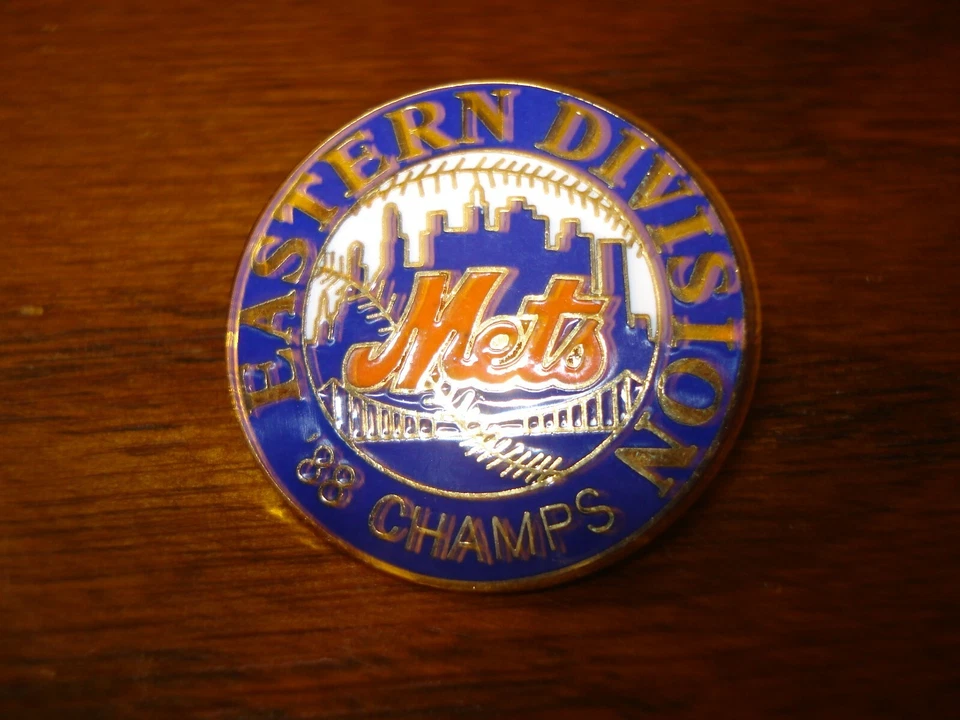 EASTERN DIVISION
Mets
'88 CHAMPS